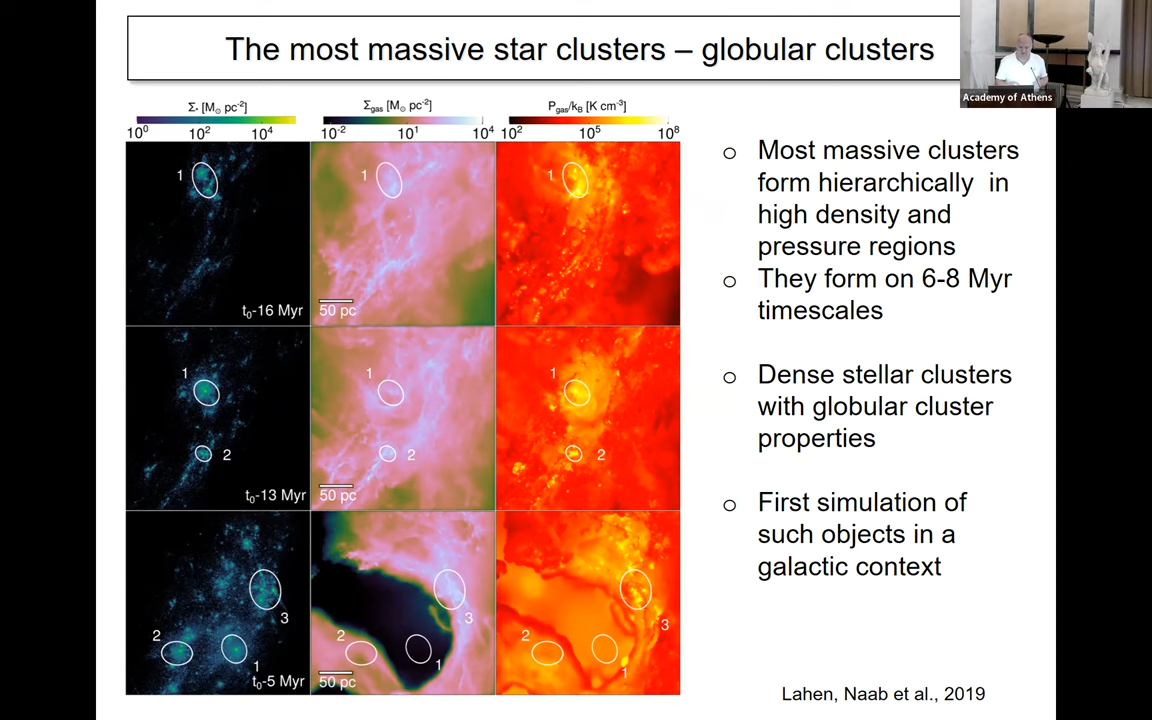 The most massive star clusters – globular clusters
Academy of Athens
Σ* [M⊙ pc⁻²]
10⁰ 10² 10⁴
Σgas [M⊙ pc⁻²]
10⁻² 10¹ 10⁴
Pgas/kB [K cm⁻³]
10² 10⁵ 10⁸
1
t₀-16 Myr
1
50 pc
1
1
2
t₀-13 Myr
1
2
50 pc
1
2
2
3
1
t₀-5 Myr
2
3
1
50 pc
2
3
1
○ Most massive clusters
form hierarchically in
high density and
pressure regions
○ They form on 6-8 Myr
timescales
○ Dense stellar clusters
with globular cluster
properties
○ First simulation of
such objects in a
galactic context
Lahen, Naab et al., 2019